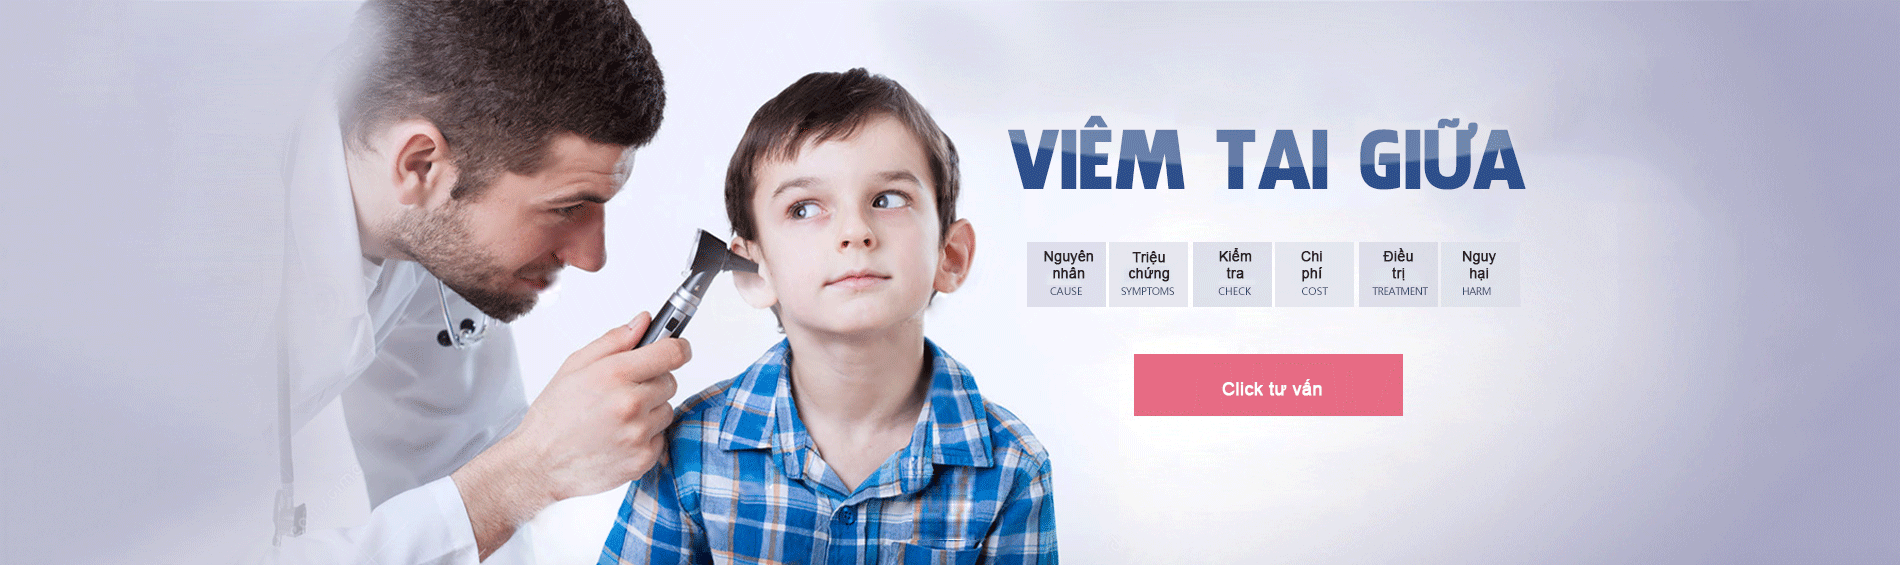 VIÊM TAI GIỮA
Nguyên
nhân
CAUSE
Triệu
chứng
SYMPTOMS
Kiểm
tra
CHECK
Chi
phí
COST
Điều
trị
TREATMENT
Nguy
hại
HARM
Click tư vấn